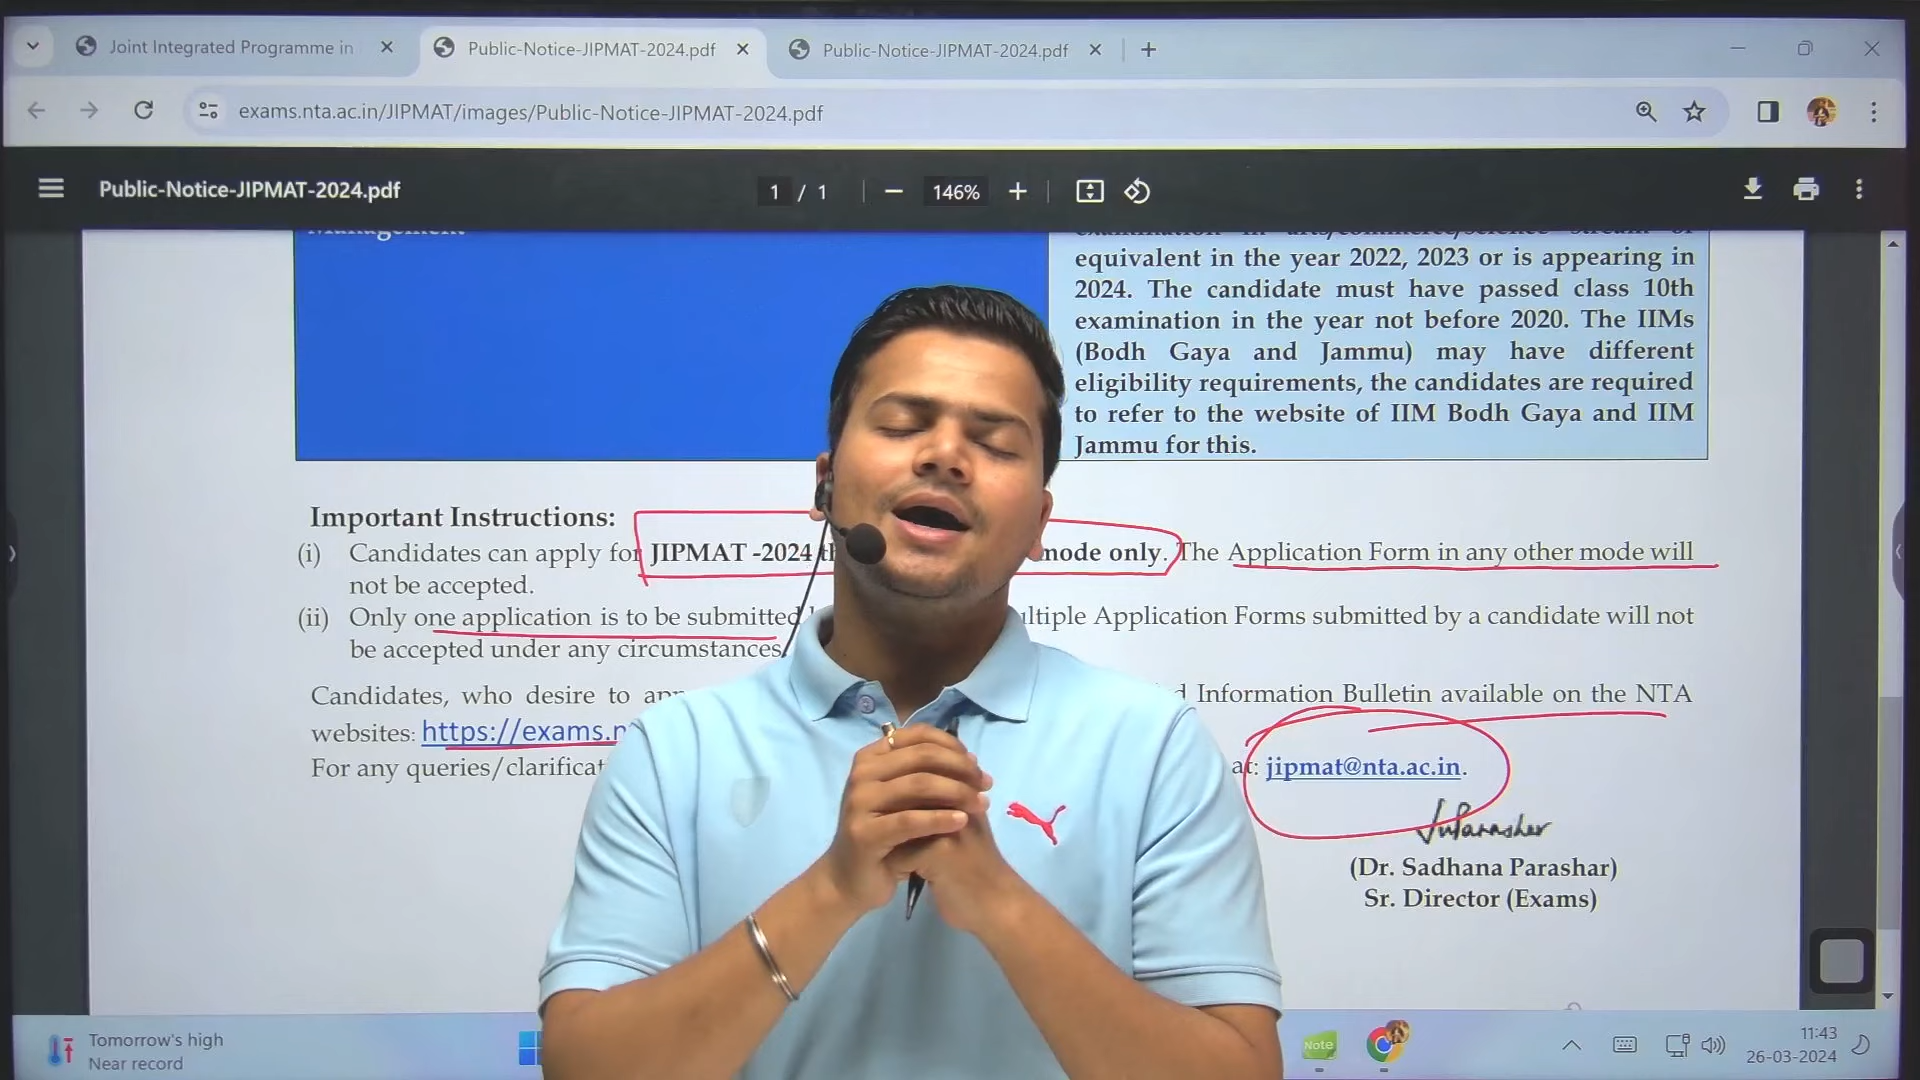 Joint Integrated Programme in
Public-Notice-JIPMAT-2024.pdf
Public-Notice-JIPMAT-2024.pdf
exams.nta.ac.in/JIPMAT/images/Public-Notice-JIPMAT-2024.pdf
Public-Notice-JIPMAT-2024.pdf
1 / 1
146%
Management
equivalent in the year 2022, 2023 or is appearing in
2024. The candidate must have passed class 10th
examination in the year not before 2020. The IIMs
(Bodh Gaya and Jammu) may have different
eligibility requirements, the candidates are required
to refer to the website of IIM Bodh Gaya and IIM
Jammu for this.
Important Instructions:
(i) Candidates can apply for JIPMAT -2024 mode only. The Application Form in any other mode will
not be accepted.
(ii) Only one application is to be submitted Application Forms submitted by a candidate will not
be accepted under any circumstances.
Candidates, who desire to Information Bulletin available on the NTA
websites: https://exams.
For any queries/ at: jipmat@nta.ac.in.
(Dr. Sadhana Parashar)
Sr. Director (Exams)
Tomorrow's high
Near record
Note
11:43
26-03-2024